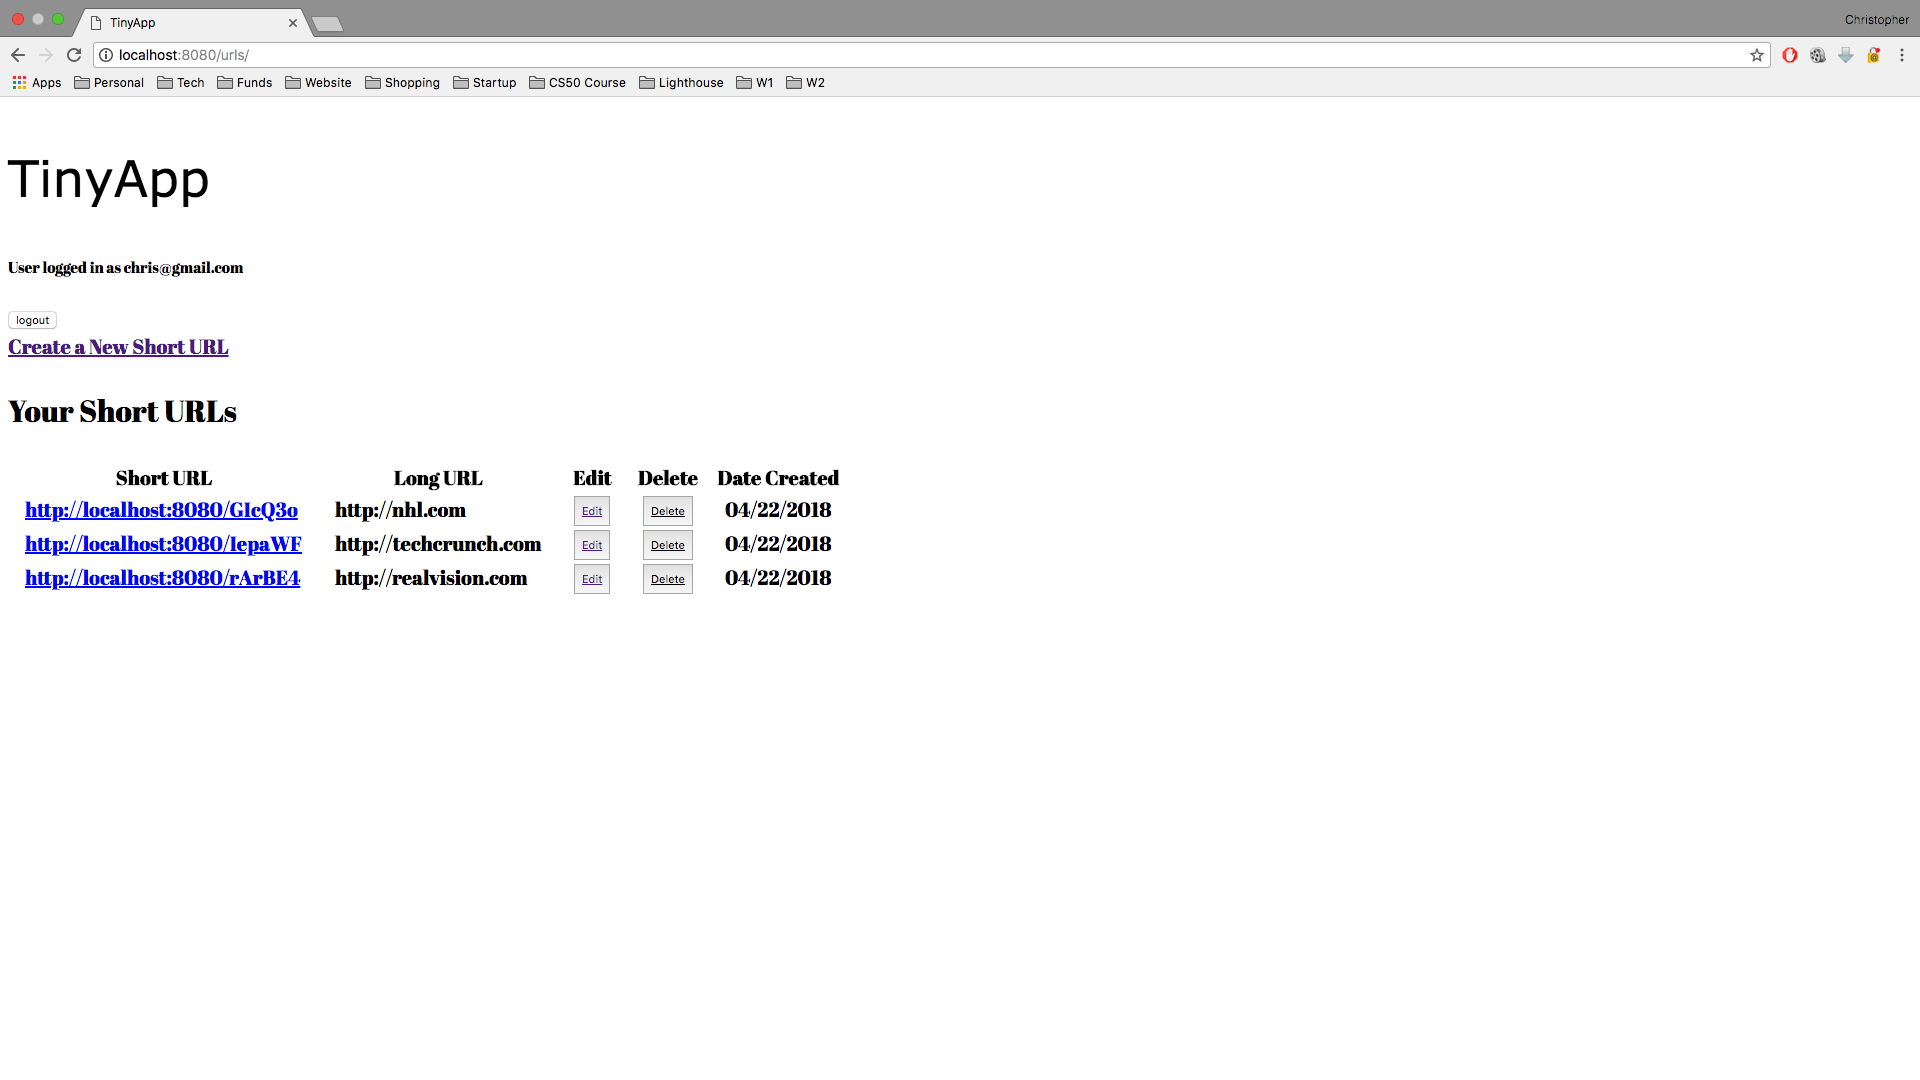 TinyApp
Christopher
localhost:8080/urls/
Apps Personal Tech Funds Website Shopping Startup CS50 Course Lighthouse W1 W2
TinyApp
User logged in as chris@gmail.com
logout
Create a New Short URL
Your Short URLs
Short URL Long URL Edit Delete Date Created
http://localhost:8080/GIcQ3o http://nhl.com Edit Delete 04/22/2018
http://localhost:8080/IepaWF http://techcrunch.com Edit Delete 04/22/2018
http://localhost:8080/rArBE4 http://realvision.com Edit Delete 04/22/2018